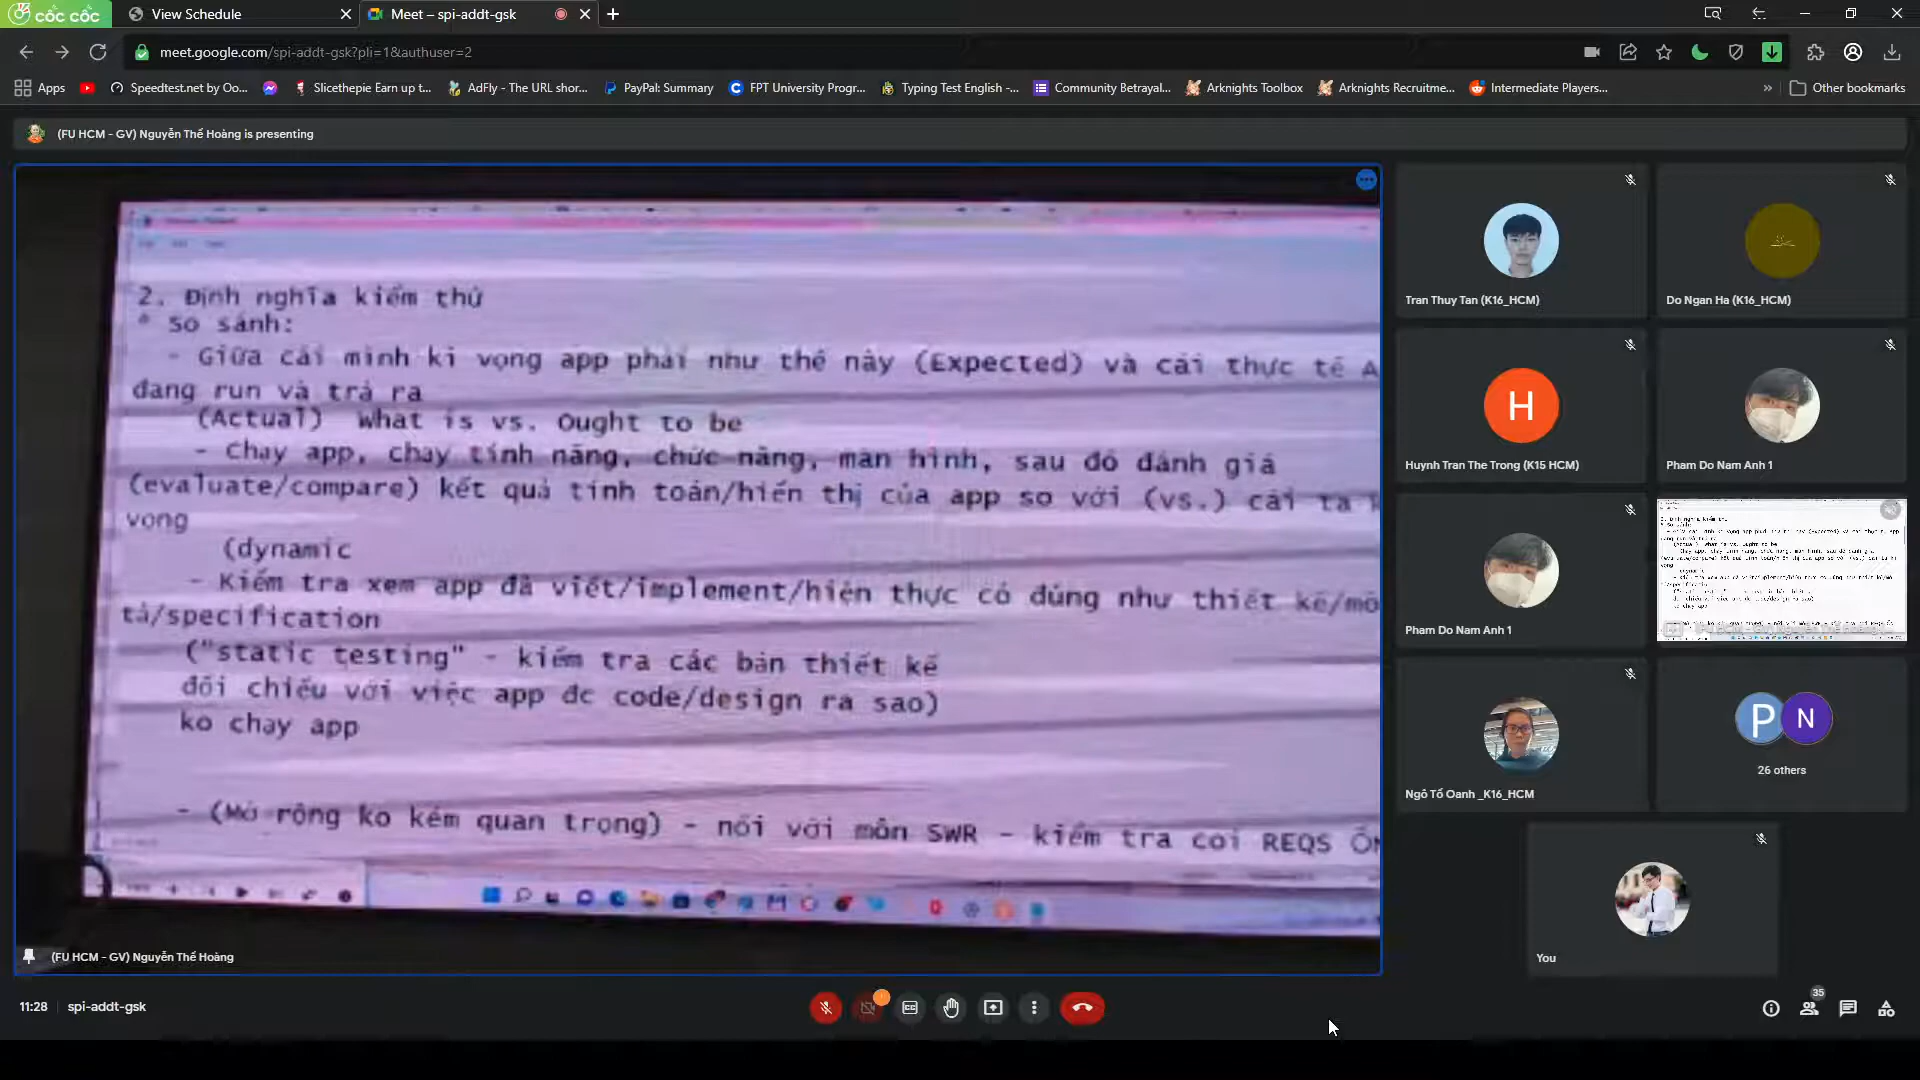 cốc cốc
View Schedule
Meet – spi-addt-gsk
meet.google.com/spi-addt-gsk?pli=1&authuser=2
Apps
Speedtest.net by Oo...
Slicethepie Earn up t...
AdFly - The URL shor...
PayPal: Summary
FPT University Progr...
Typing Test English -...
Community Betrayal...
Arknights Toolbox
Arknights Recruitme...
Intermediate Players...
»
Other bookmarks
(FU HCM - GV) Nguyễn Thế Hoàng is presenting
2. Định nghĩa kiểm thử
* So sánh:
- Giữa cái mình kì vọng app phải như thế này (Expected) và cái thực tế A
đang run và trả ra
(Actual) What is vs. Ought to be
- Chạy app, chạy tính năng, chức năng, màn hình, sau đó đánh giá
(evaluate/compare) kết quả tính toán/hiển thị của app so với (vs.) cái ta
vọng
(dynamic
- Kiểm tra xem app đã viết/implement/hiện thực có đúng như thiết kế/mô
tả/specification
("static testing" - kiểm tra các bản thiết kế
đối chiếu với việc app đc code/design ra sao)
ko chạy app
- (Mở rộng ko kém quan trọng) - nối với môn SWR - kiểm tra coi REQS ỔN
(FU HCM - GV) Nguyễn Thế Hoàng
Tran Thuy Tan (K16_HCM)
Do Ngan Ha (K16_HCM)
H
Huynh Tran The Trong (K15 HCM)
Pham Do Nam Anh 1
Pham Do Nam Anh 1
Ngô Tố Oanh _K16_HCM
P N
26 others
You
11:28
spi-addt-gsk
35